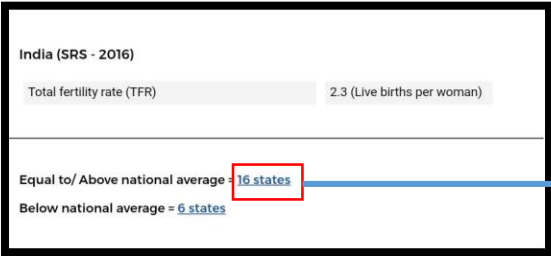 India (SRS - 2016)
Total fertility rate (TFR) 2.3 (Live births per woman)
Equal to/ Above national average = 16 states
Below national average = 6 states